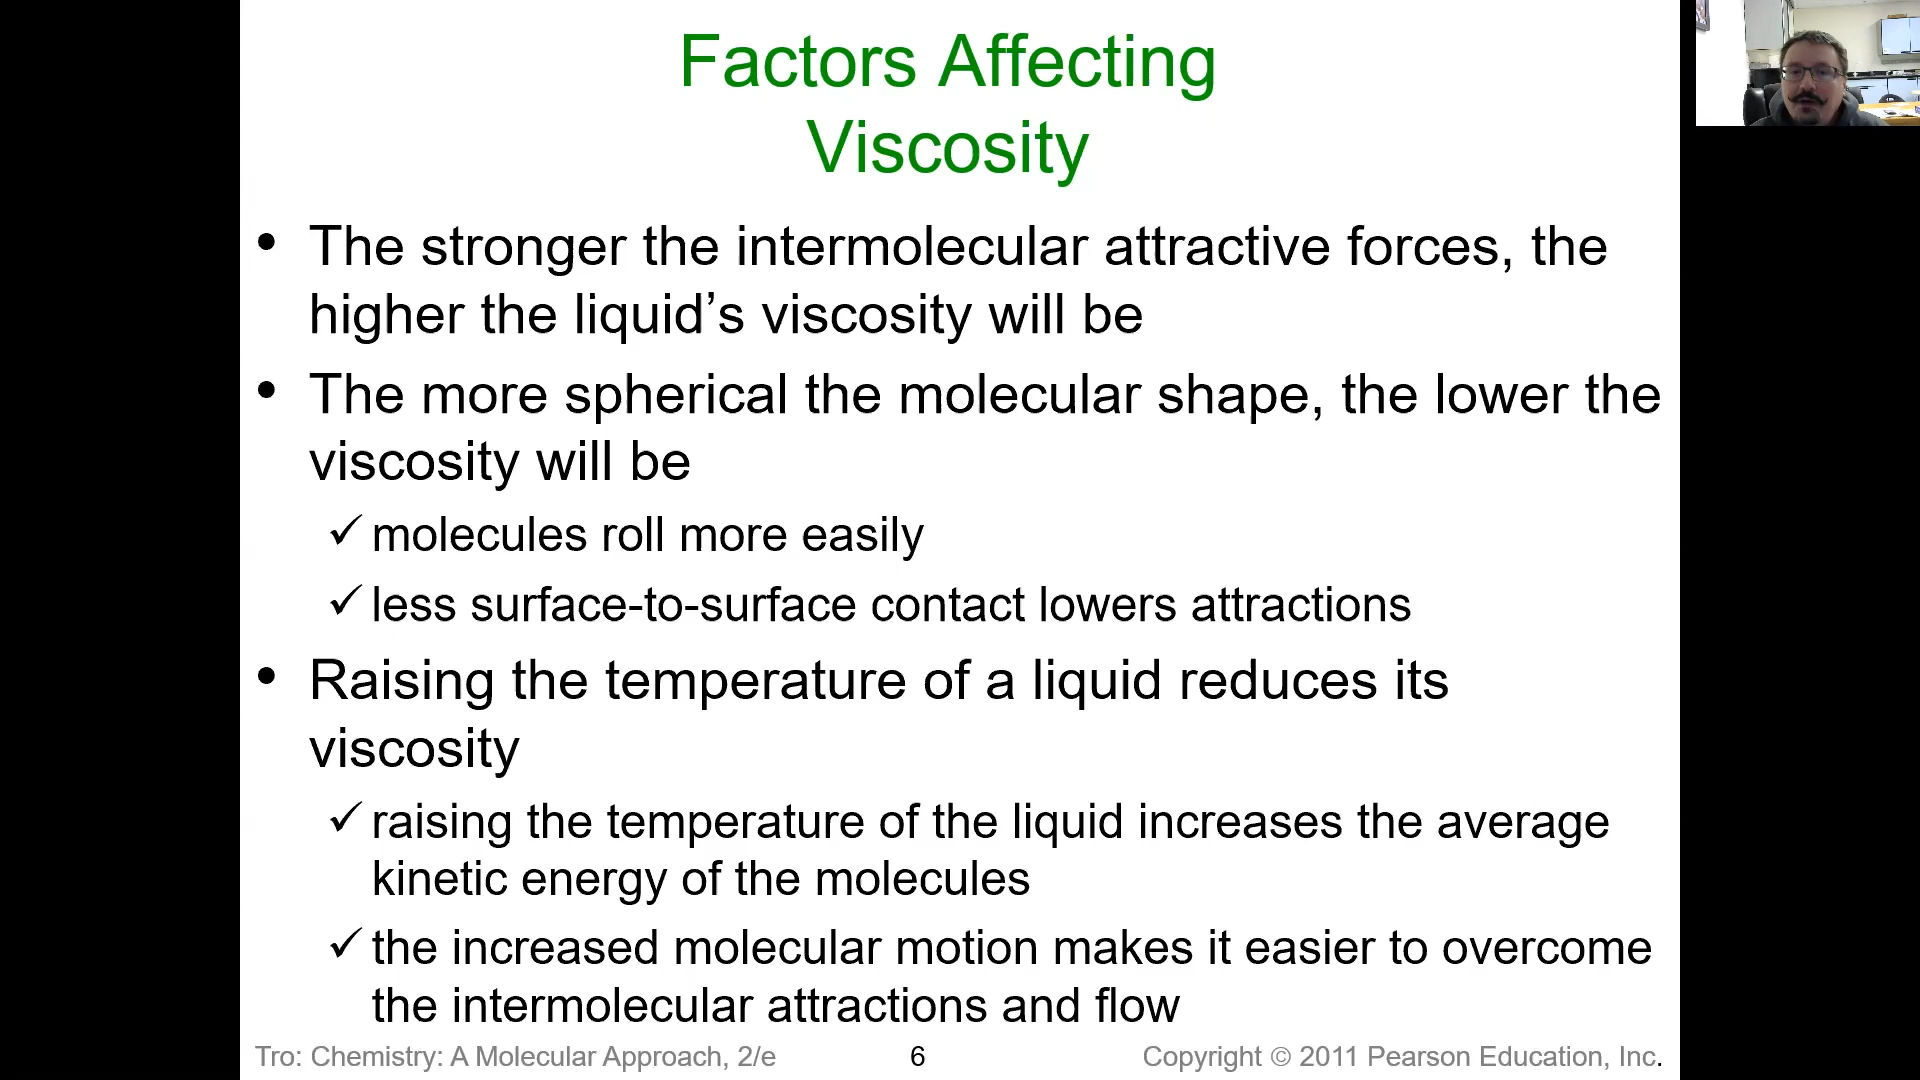 Factors Affecting
Viscosity
• The stronger the intermolecular attractive forces, the
higher the liquid’s viscosity will be
• The more spherical the molecular shape, the lower the
viscosity will be
✓ molecules roll more easily
✓ less surface-to-surface contact lowers attractions
• Raising the temperature of a liquid reduces its
viscosity
✓ raising the temperature of the liquid increases the average
kinetic energy of the molecules
✓ the increased molecular motion makes it easier to overcome
the intermolecular attractions and flow
Tro: Chemistry: A Molecular Approach, 2/e 6 Copyright © 2011 Pearson Education, Inc.